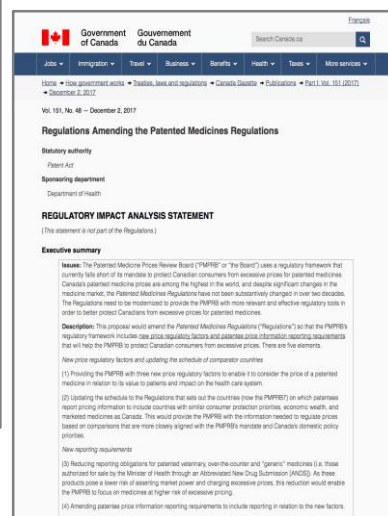 Français
Government Gouvernement
of Canada du Canada
Search Canada.ca
Jobs Immigration Travel Business Benefits Health Taxes More services
Home → How government works → Treaties, laws and regulations → Canada Gazette → Publications → Part I: Vol. 151 (2017)
→ December 2, 2017
Vol. 151, No. 48 — December 2, 2017
Regulations Amending the Patented Medicines Regulations
Statutory authority
Patent Act
Sponsoring department
Department of Health
REGULATORY IMPACT ANALYSIS STATEMENT
(This statement is not part of the Regulations.)
Executive summary
Issues: The Patented Medicine Prices Review Board ("PMPRB" or "the Board") uses a regulatory framework that
currently falls short of its mandate to protect Canadian consumers from excessive prices for patented medicines.
Canada's patented medicine prices are among the highest in the world, and despite significant changes in the
medicine market, the Patented Medicines Regulations have not been substantively changed in over two decades.
The Regulations need to be modernized to provide the PMPRB with more relevant and effective regulatory tools in
order to better protect Canadians from excessive prices for patented medicines.
Description: This proposal would amend the Patented Medicines Regulations ("Regulations") so that the PMPRB's
regulatory framework includes new price regulatory factors and patentee price information reporting requirements
that will help the PMPRB to protect Canadian consumers from excessive prices. There are five elements.
New price regulatory factors and updating the schedule of comparator countries
(1) Providing the PMPRB with three new price regulatory factors to enable it to consider the price of a patented
medicine in relation to its value to patients and impact on the health care system.
(2) Updating the schedule to the Regulations that sets out the countries (now the PMPRB7) on which patentees
report pricing information to include countries with similar consumer protection priorities, economic wealth, and
marketed medicines as Canada. This would provide the PMPRB with the information needed to regulate prices
based on comparisons that are more closely aligned with the PMPRB's mandate and Canada's domestic policy
priorities.
New reporting requirements
(3) Reducing reporting obligations for patented veterinary, over-the-counter and "generic" medicines (i.e. those
authorized for sale by the Minister of Health through an Abbreviated New Drug Submission [ANDS]). As these
products pose a lower risk of asserting market power and charging excessive prices, this reduction would enable
the PMPRB to focus on medicines at higher risk of excessive pricing.
(4) Amending patentee price information reporting requirements to include reporting in relation to the new factors.